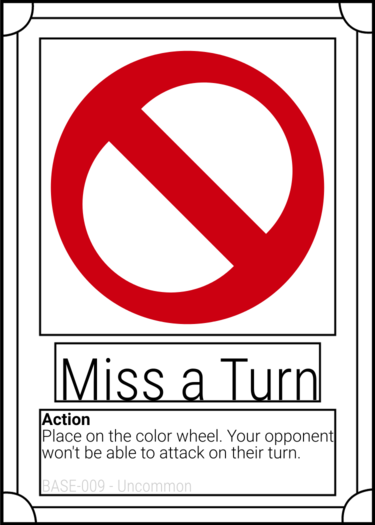 Miss a Turn
Action
Place on the color wheel. Your opponent
won't be able to attack on their turn.
BASE-009 - Uncommon